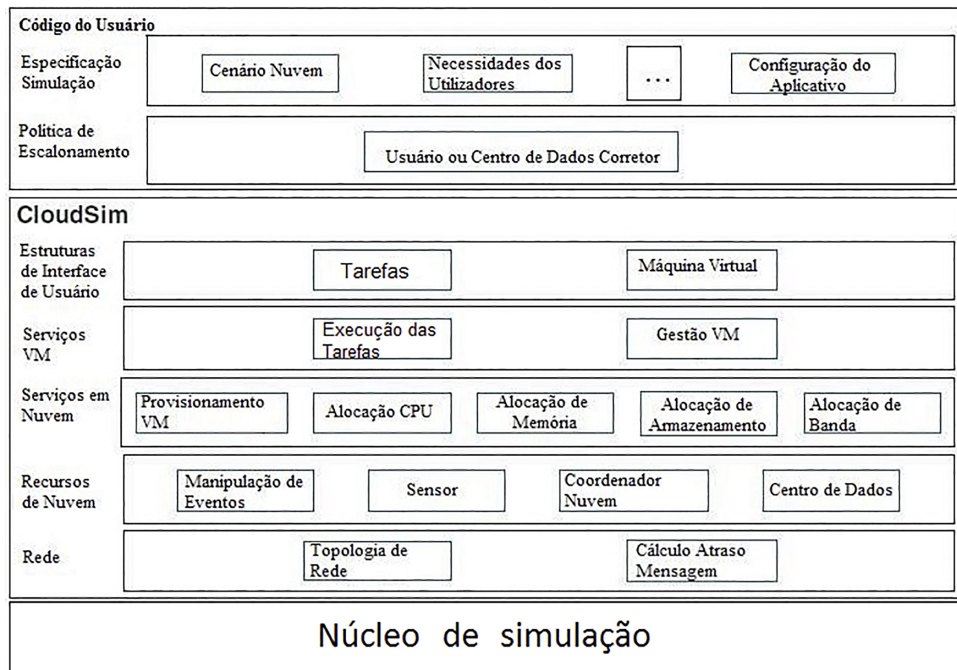 Código do Usuário
Especificação
Simulação
Cenário Nuvem
Necessidades dos
Utilizadores
...
Configuração do
Aplicativo
Politica de
Escalonamento
Usuário ou Centro de Dados Corretor
CloudSim
Estruturas
de Interface
de Usuário
Tarefas
Máquina Virtual
Serviços
VM
Execução das
Tarefas
Gestão VM
Serviços em
Nuvem
Provisionamento
VM
Alocação CPU
Alocação de
Memória
Alocação de
Armazenamento
Alocação de
Banda
Recursos
de Nuvem
Manipulação de
Eventos
Sensor
Coordenador
Nuvem
Centro de Dados
Rede
Topologia de
Rede
Cálculo Atraso
Mensagem
Núcleo de simulação